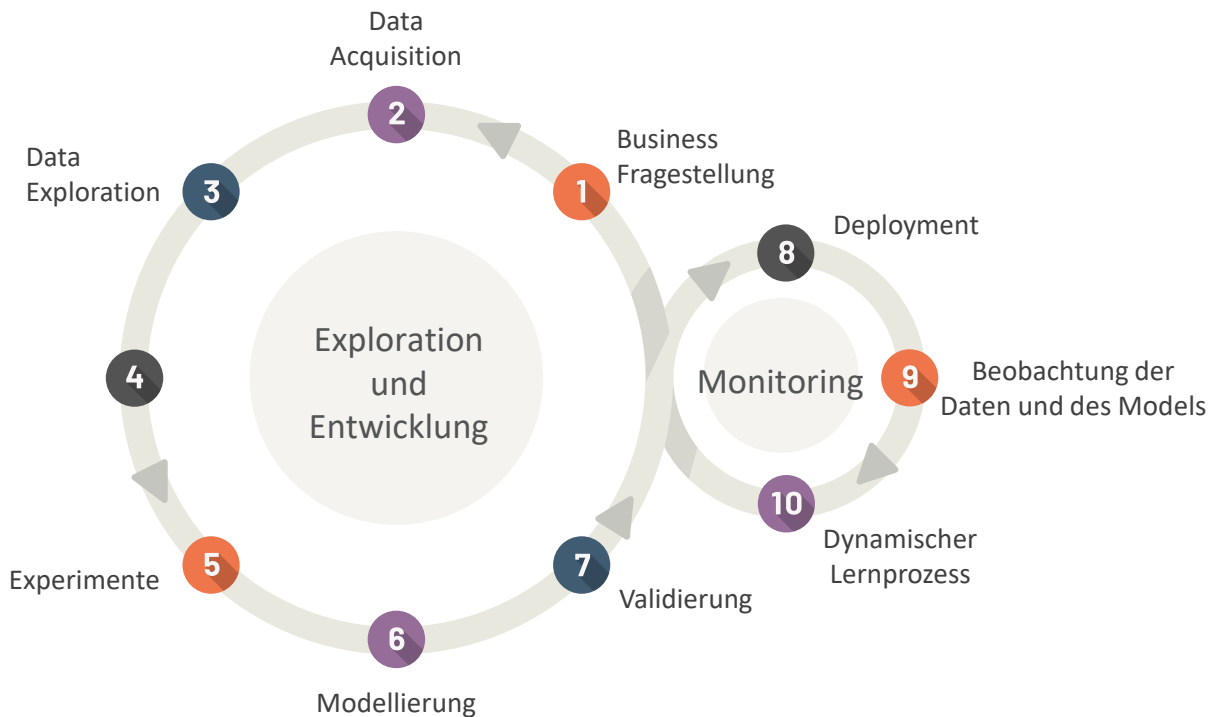 Data
Acquisition
2
Business
Fragestellung
1
Data
Exploration
3
8
Deployment
Exploration
und
Entwicklung
4
Monitoring
9
Beobachtung der
Daten und des Models
10
Dynamischer
Lernprozess
Experimente
5
7
Validierung
6
Modellierung